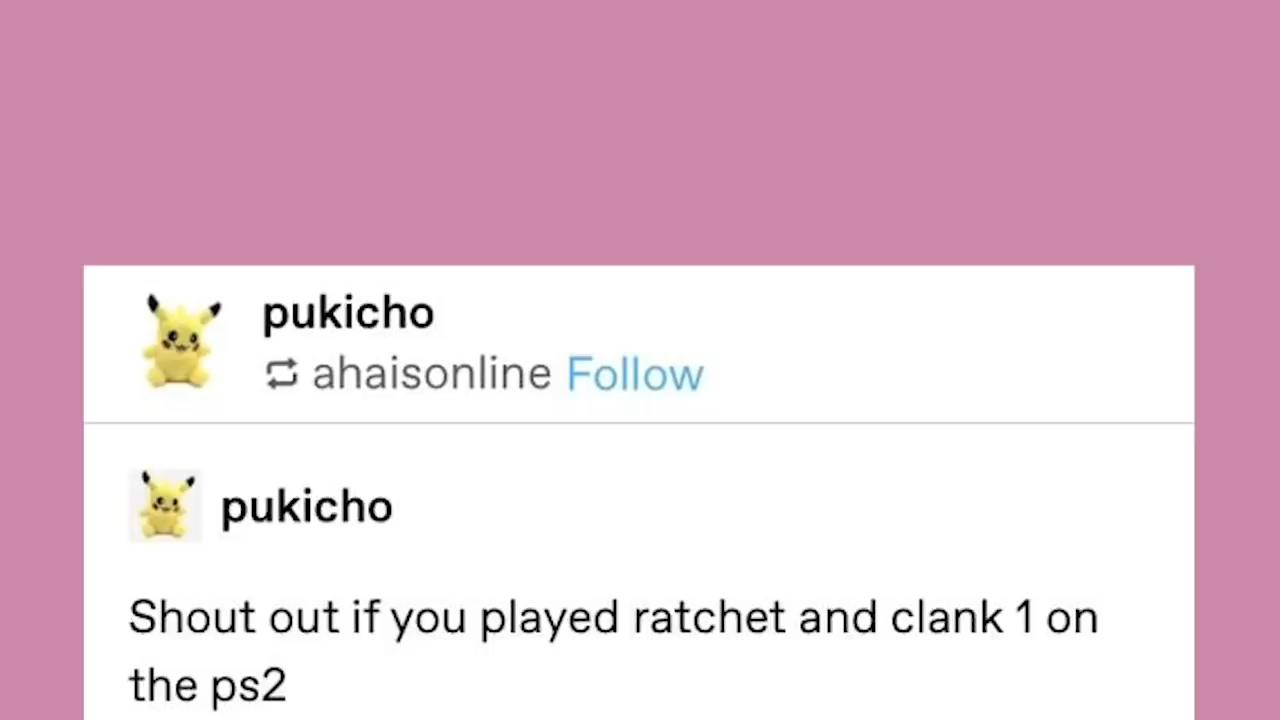 pukicho
ahaisonline Follow
pukicho
Shout out if you played ratchet and clank 1 on
the ps2